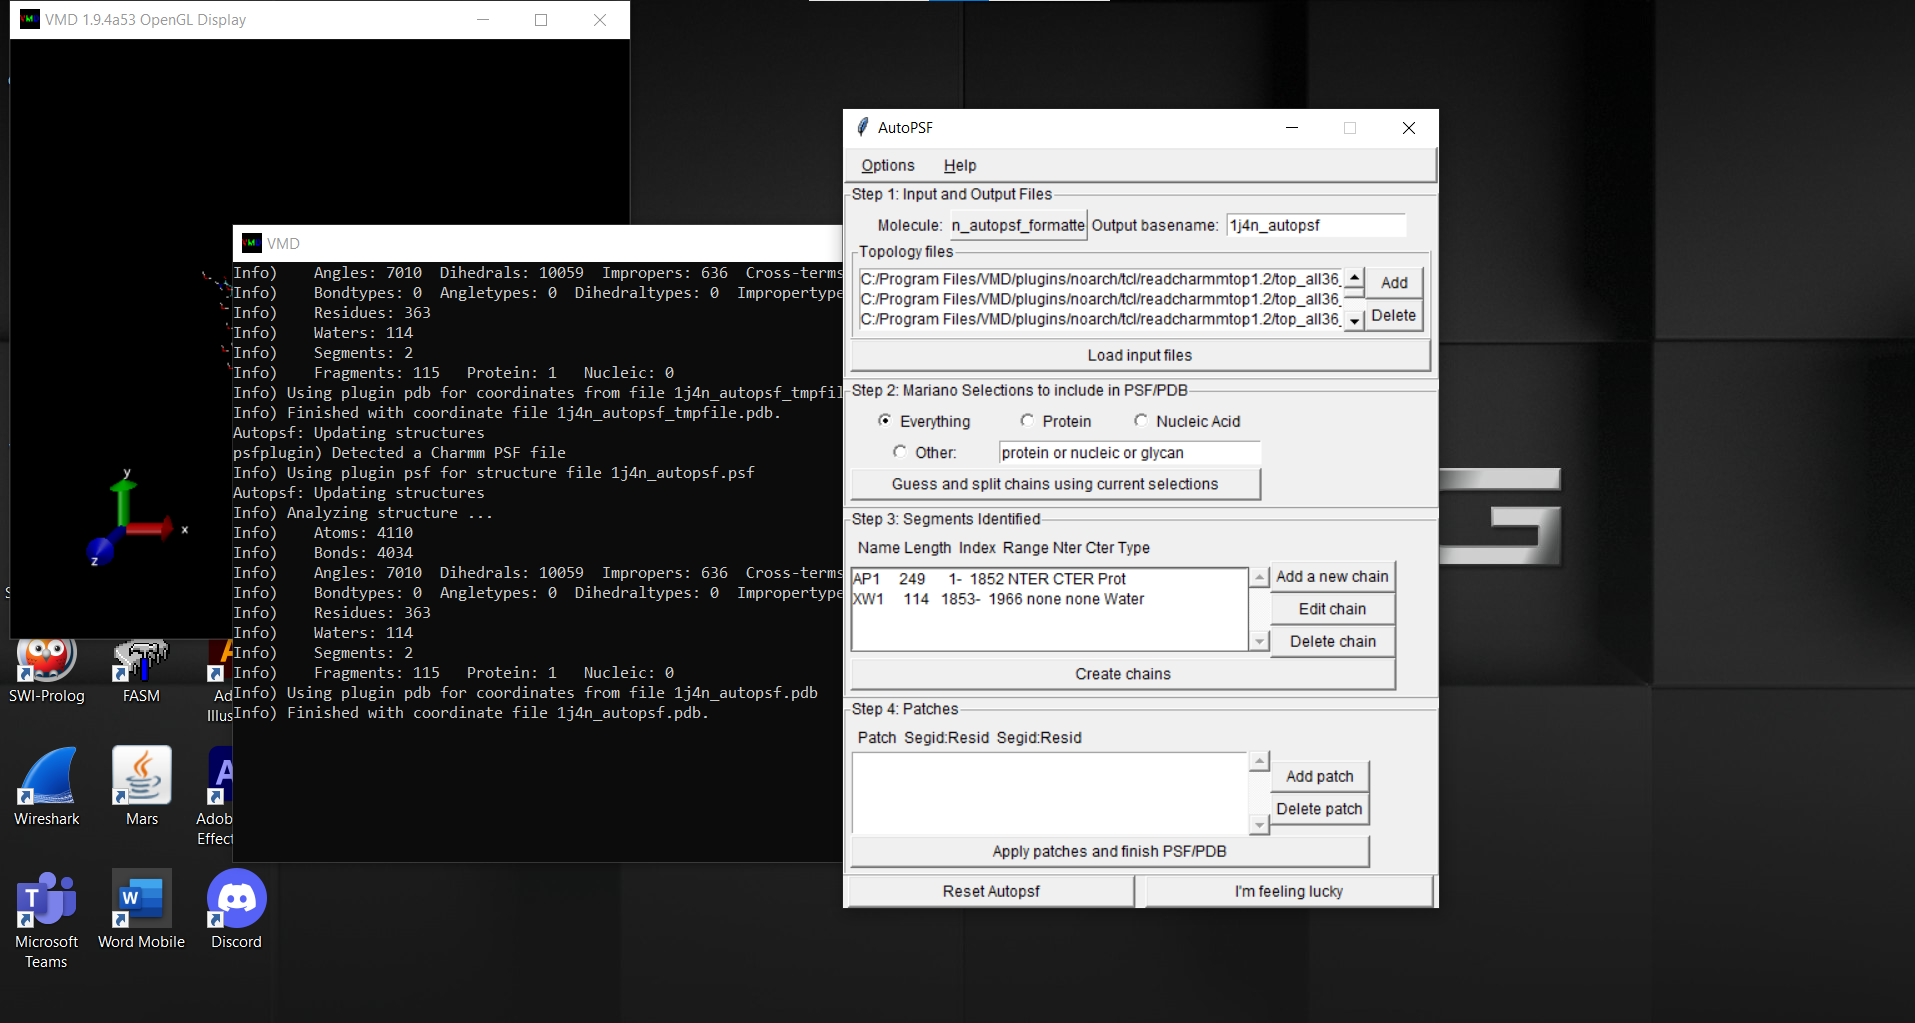 VMD 1.9.4a53 OpenGL Display
y
x
z
VMD
Info) Angles: 7010 Dihedrals: 10059 Impropers: 636 Cross-terms
Info) Bondtypes: 0 Angletypes: 0 Dihedraltypes: 0 Impropertype
Info) Residues: 363
Info) Waters: 114
Info) Segments: 2
Info) Fragments: 115 Protein: 1 Nucleic: 0
Info) Using plugin pdb for coordinates from file 1j4n_autopsf_tmpfil
Info) Finished with coordinate file 1j4n_autopsf_tmpfile.pdb.
Autopsf: Updating structures
psfplugin) Detected a Charmm PSF file
Info) Using plugin psf for structure file 1j4n_autopsf.psf
Autopsf: Updating structures
Info) Analyzing structure ...
Info) Atoms: 4110
Info) Bonds: 4034
Info) Angles: 7010 Dihedrals: 10059 Impropers: 636 Cross-terms
Info) Bondtypes: 0 Angletypes: 0 Dihedraltypes: 0 Impropertype
Info) Residues: 363
Info) Waters: 114
Info) Segments: 2
Info) Fragments: 115 Protein: 1 Nucleic: 0
Info) Using plugin pdb for coordinates from file 1j4n_autopsf.pdb
Info) Finished with coordinate file 1j4n_autopsf.pdb.
AutoPSF
Options Help
Step 1: Input and Output Files
Molecule: n_autopsf_formatte Output basename: 1j4n_autopsf
Topology files
C:/Program Files/VMD/plugins/noarch/tcl/readcharmmtop1.2/top_all36_
C:/Program Files/VMD/plugins/noarch/tcl/readcharmmtop1.2/top_all36_
C:/Program Files/VMD/plugins/noarch/tcl/readcharmmtop1.2/top_all36_
Add
Delete
Load input files
Step 2: Mariano Selections to include in PSF/PDB
Everything Protein Nucleic Acid
Other: protein or nucleic or glycan
Guess and split chains using current selections
Step 3: Segments Identified
Name Length Index Range Nter Cter Type
AP1 249 1- 1852 NTER CTER Prot
XW1 114 1853- 1966 none none Water
Add a new chain
Edit chain
Delete chain
Create chains
Step 4: Patches
Patch Segid:Resid Segid:Resid
Add patch
Delete patch
Apply patches and finish PSF/PDB
Reset Autopsf I'm feeling lucky
SWI-Prolog FASM Ad
Illus
Wireshark Mars Adob
Effect
Microsoft Teams Word Mobile Discord